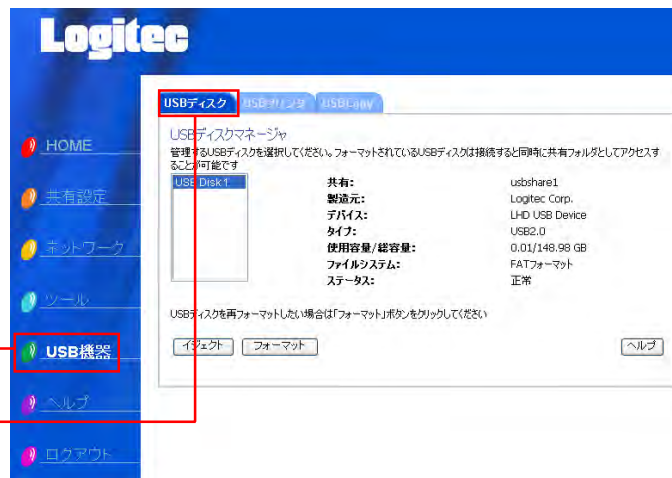 Logitec
USBディスク USBプリンタ USBCopy
USBディスクマネージャ
管理するUSBディスクを選択してください。フォーマットされているUSBディスクは接続すると同時に共有フォルダとしてアクセスす
ることが可能です
USB Disk1
共有: usbshare1
製造元: Logitec Corp.
デバイス: LHD USB Device
タイプ: USB2.0
使用容量/総容量: 0.01/148.98 GB
ファイルシステム: FATフォーマット
ステータス: 正常
USBディスクを再フォーマットしたい場合は「フォーマット」ボタンをクリックしてください
イジェクト フォーマット ヘルプ
HOME
共有設定
ネットワーク
ツール
USB機器
ヘルプ
ログアウト